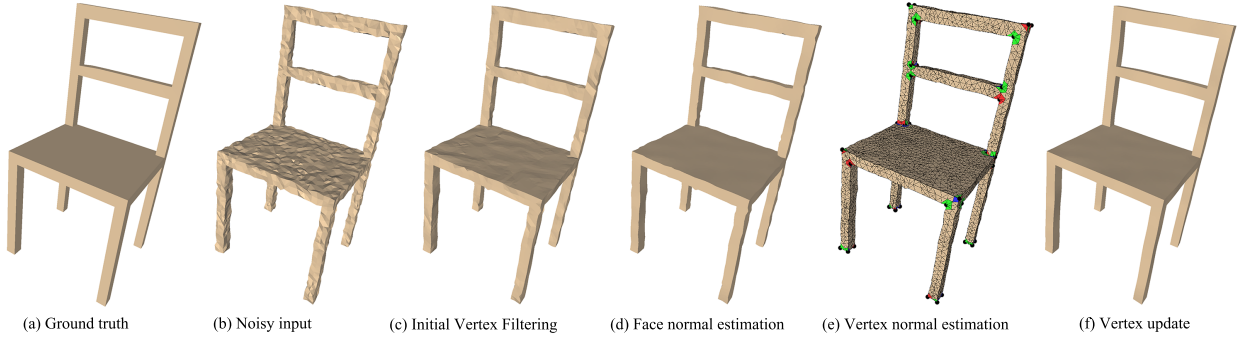 (a) Ground truth
(b) Noisy input
(c) Initial Vertex Filtering
(d) Face normal estimation
(e) Vertex normal estimation
(f) Vertex update